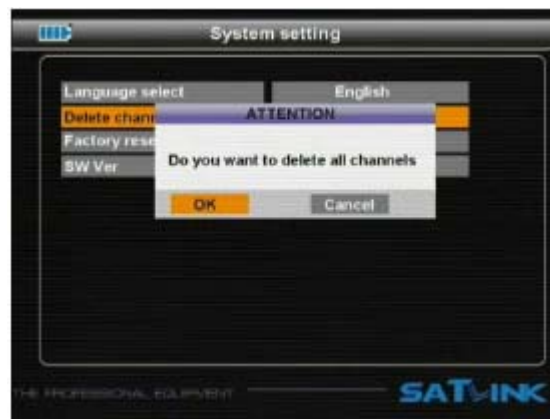 System setting
Language select English
Delete chann
ATTENTION
Factory rese
Do you want to delete all channels
SW Ver
OK Cancel
THE PROFESSIONAL EQUIPMENT
SATLINK